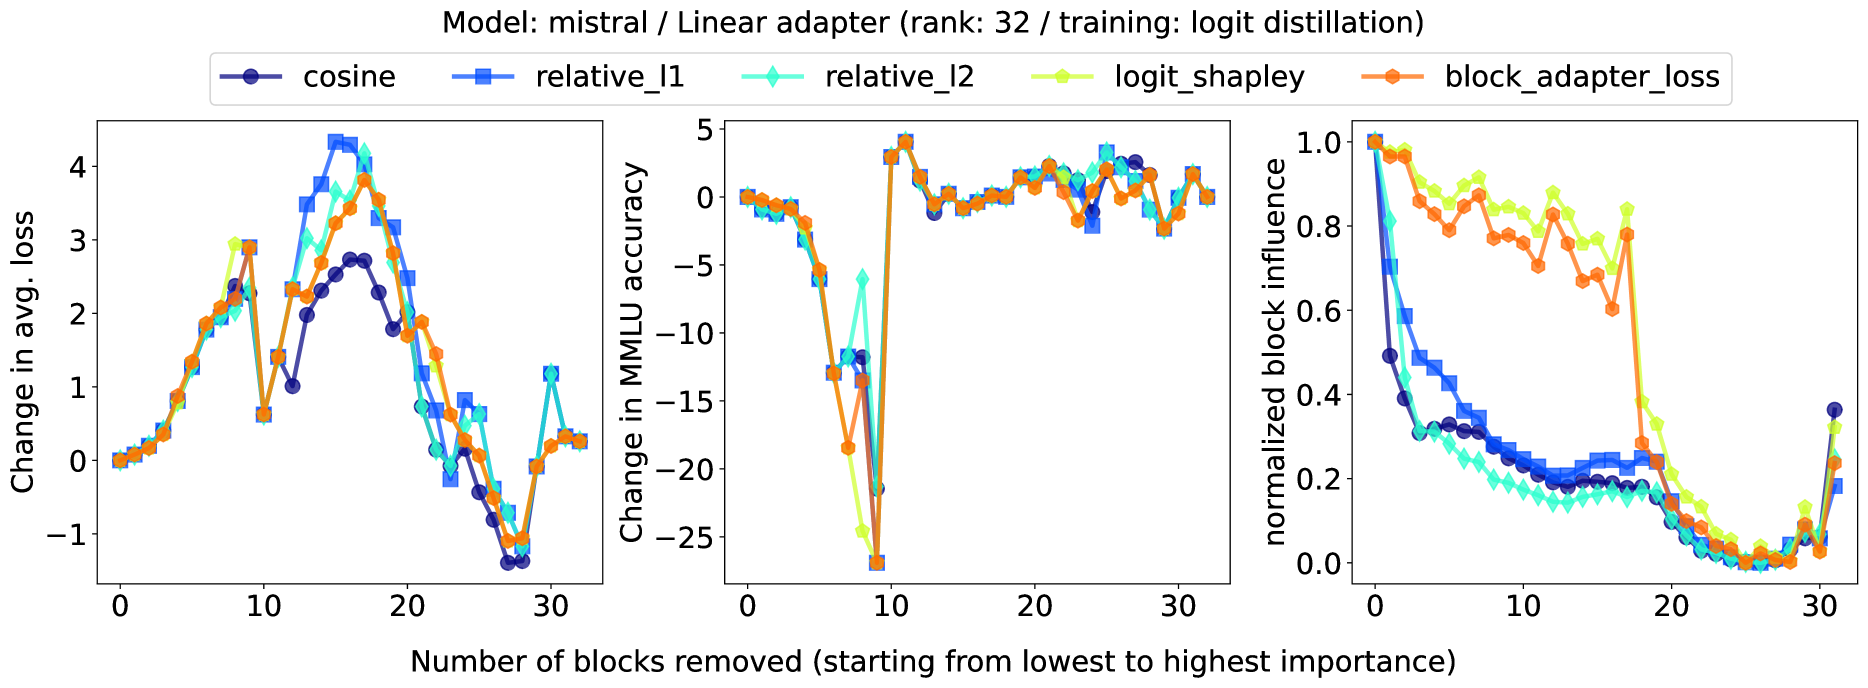 Model: mistral / Linear adapter (rank: 32 / training: logit distillation)
cosine relative_l1 relative_l2 logit_shapley block_adapter_loss
Change in avg. loss
4
3
2
1
0
−1
0 10 20 30
Change in MMLU accuracy
5
0
−5
−10
−15
−20
−25
0 10 20 30
normalized block influence
1.0
0.8
0.6
0.4
0.2
0.0
0 10 20 30
Number of blocks removed (starting from lowest to highest importance)